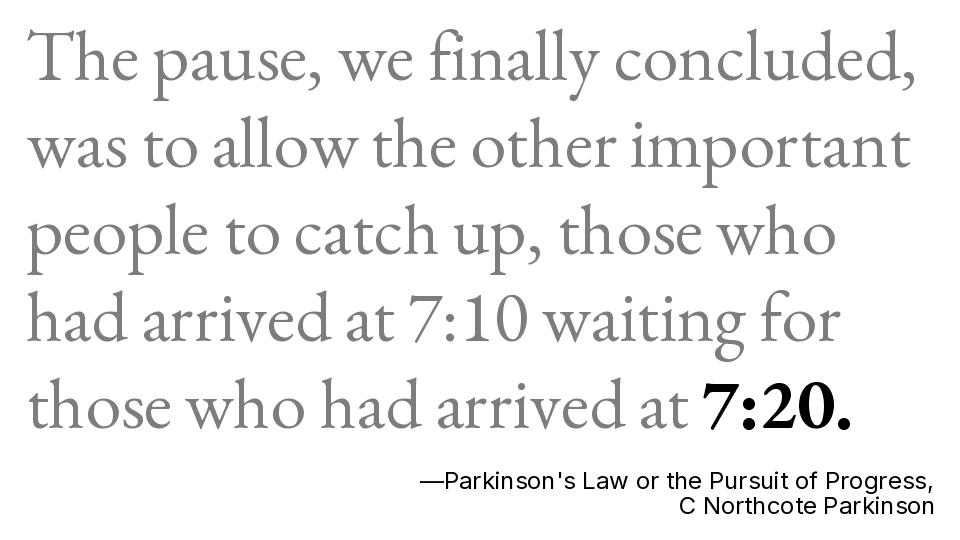 The pause, we finally concluded,
was to allow the other important
people to catch up, those who
had arrived at 7:10 waiting for
those who had arrived at 7:20.
—Parkinson's Law or the Pursuit of Progress,
C Northcote Parkinson